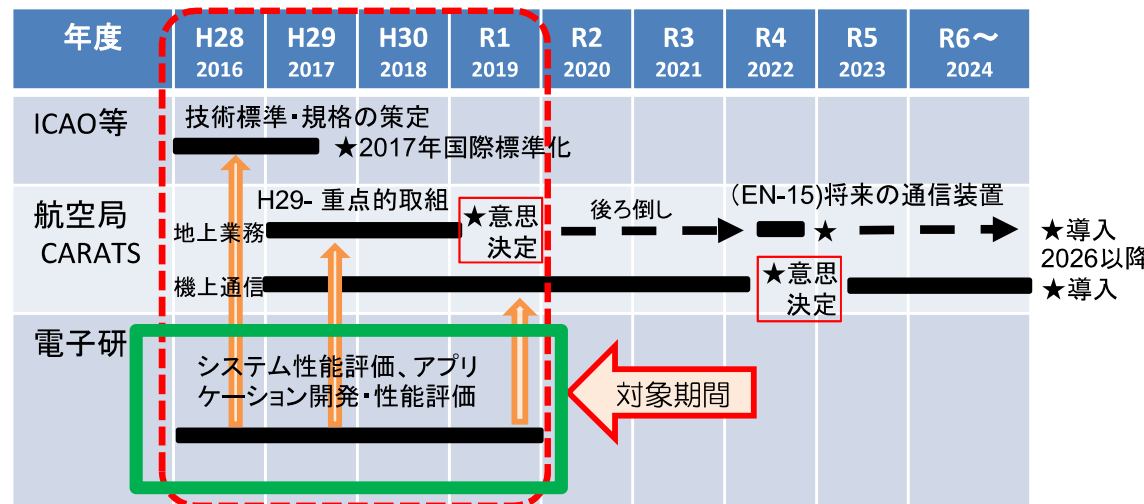 年度 H28 H29 H30 R1 R2 R3 R4 R5 R6～
2016 2017 2018 2019 2020 2021 2022 2023 2024
ICAO等
技術標準・規格の策定
★2017年国際標準化
航空局
CARATS
H29- 重点的取組
地上業務
★意思
決定
後ろ倒し
(EN-15)将来の通信装置
★
★導入
2026以降
機上通信
★意思
決定
★導入
電子研
システム性能評価、アプリ
ケーション開発・性能評価
対象期間